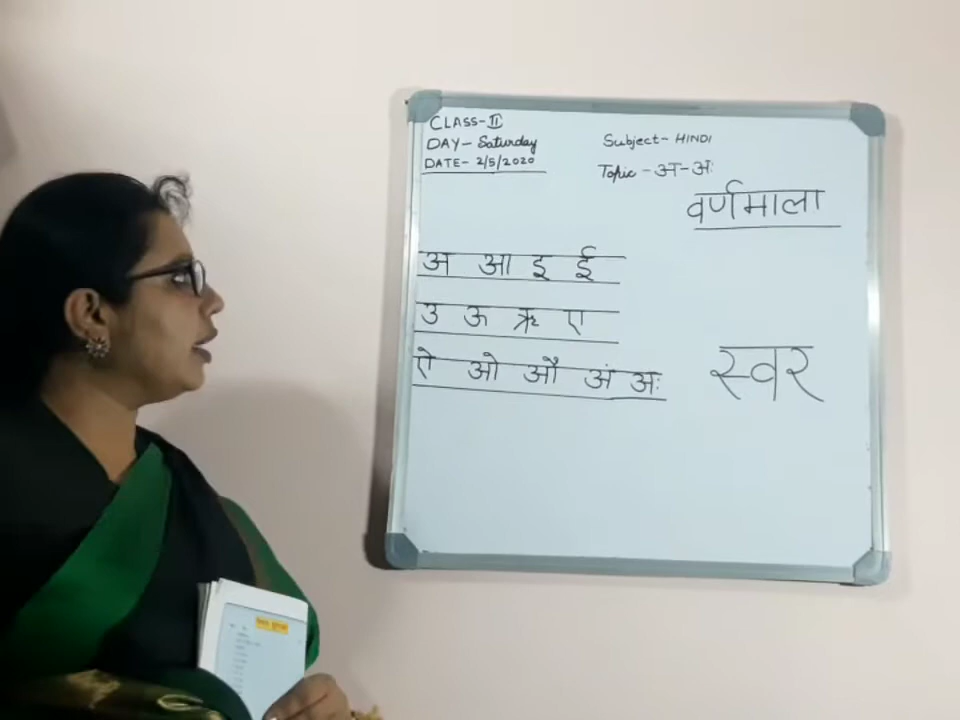 CLASS-II
DAY- Saturday
DATE- 2/5/2020
Subject- HINDI
Topic - अ-अः
वर्णमाला
अ आ इ ई
उ ऊ ऋ ए
ऐ ओ औ अं अः
स्वर